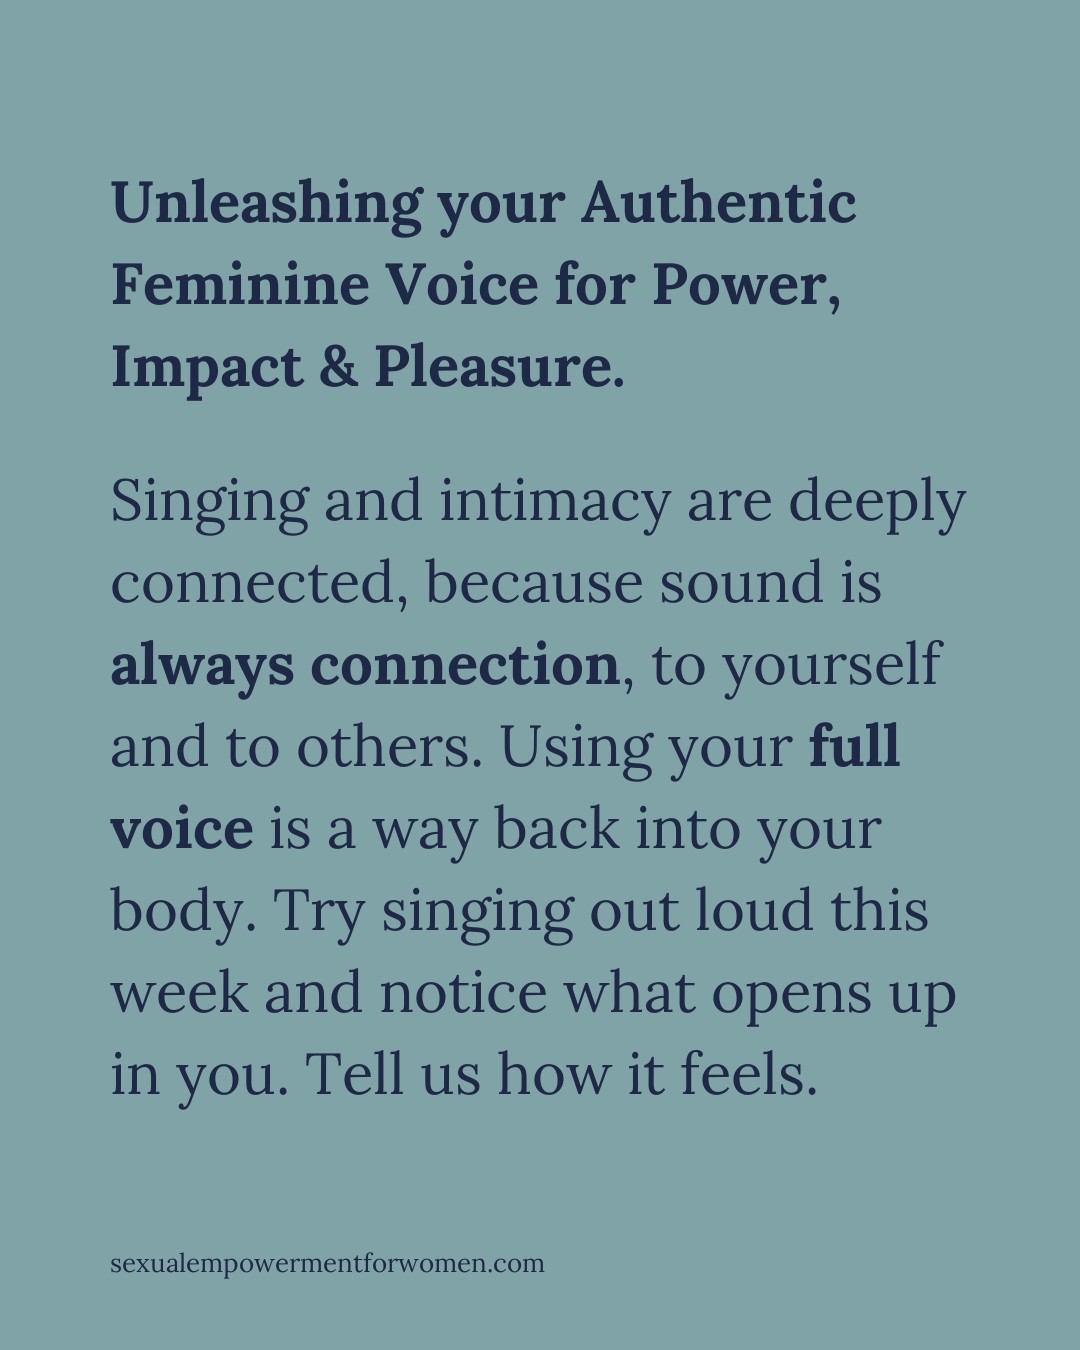 Unleashing your Authentic
Feminine Voice for Power,
Impact & Pleasure.
Singing and intimacy are deeply
connected, because sound is
always connection, to yourself
and to others. Using your full
voice is a way back into your
body. Try singing out loud this
week and notice what opens up
in you. Tell us how it feels.
sexualempowermentforwomen.com